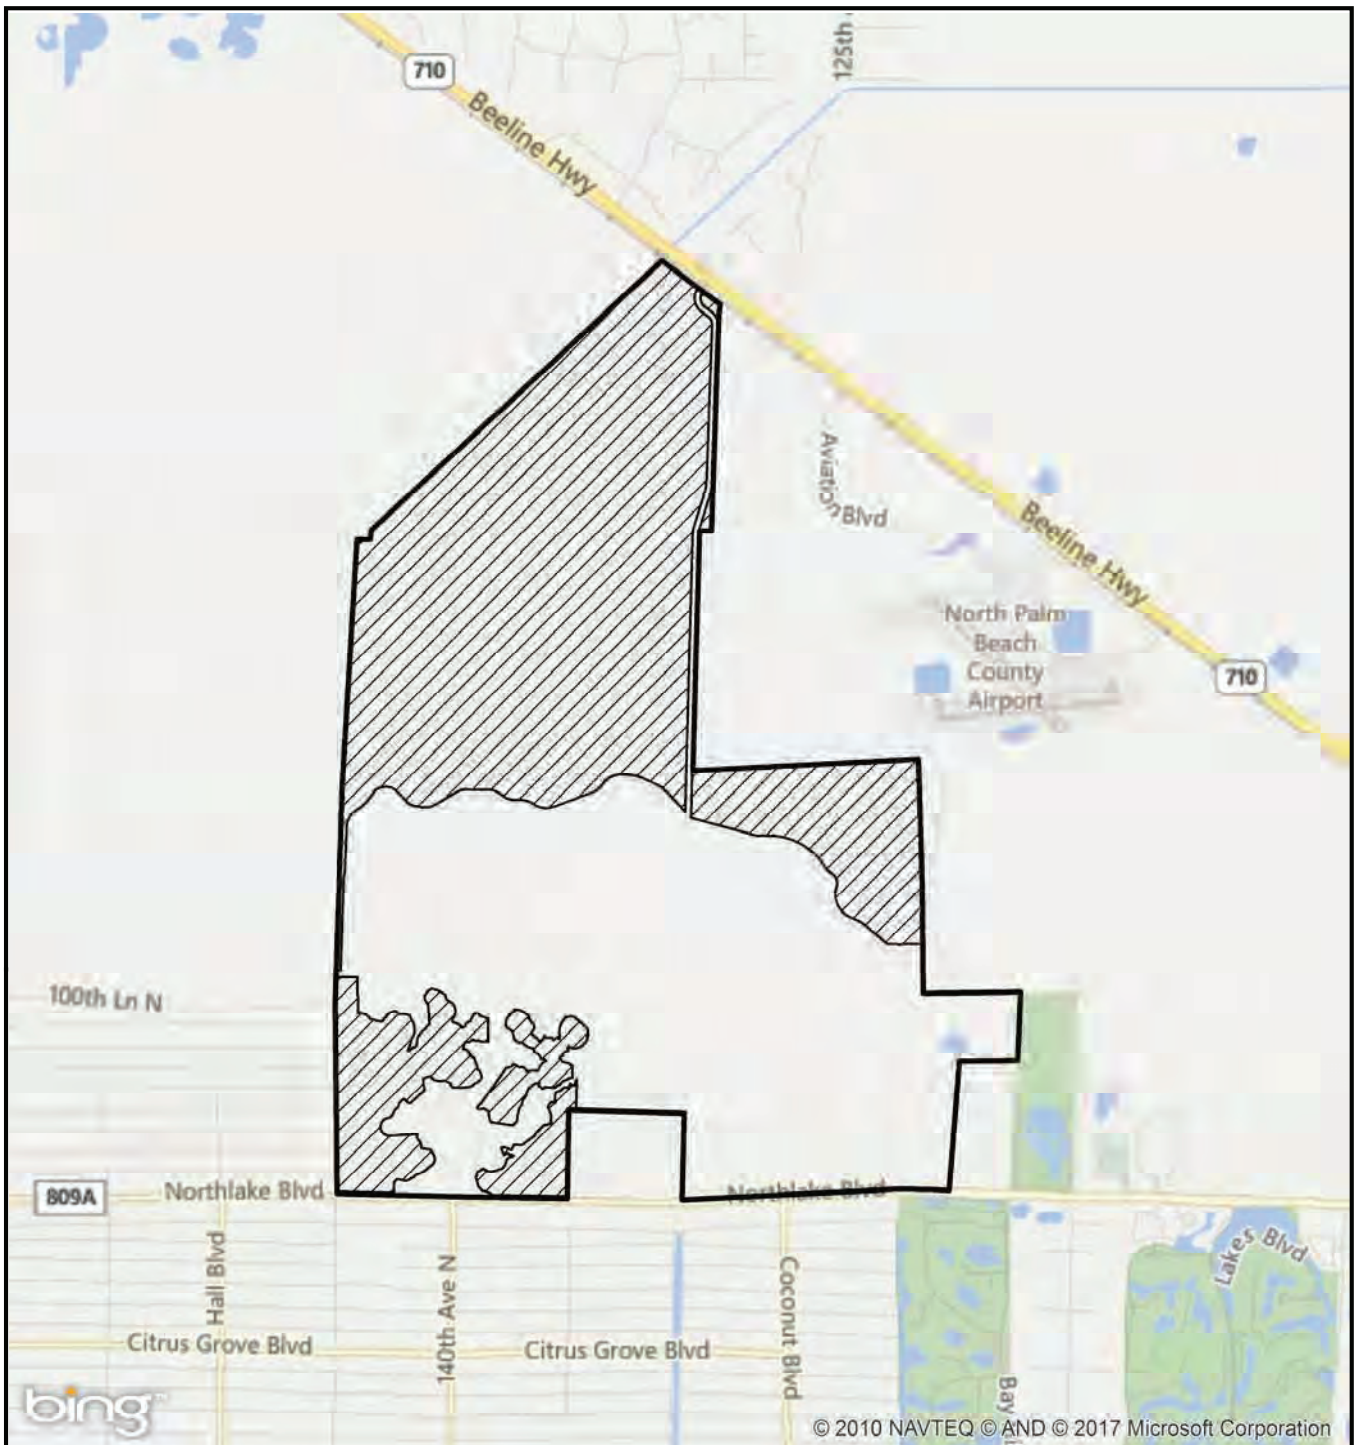 125th
710
Beeline Hwy
Aviation Blvd
Beeline Hwy
North Palm
Beach
County
Airport
710
100th Ln N
809A
Northlake Blvd
Northlake Blvd
Hall Blvd
140th Ave N
Coconut Blvd
Lakes Blvd
Citrus Grove Blvd
Citrus Grove Blvd
Bay
bing™
© 2010 NAVTEQ © AND © 2017 Microsoft Corporation